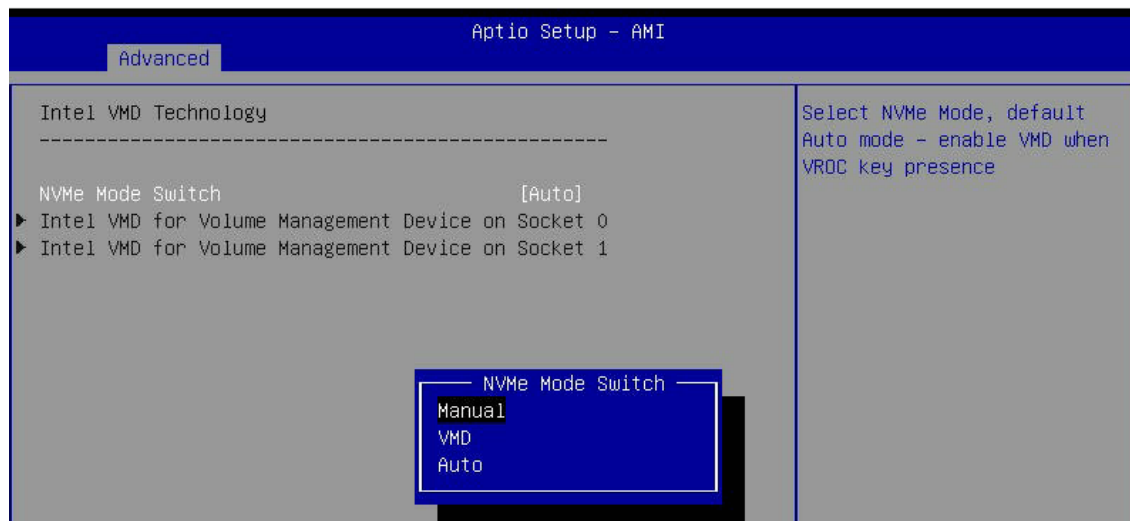 Aptio Setup – AMI
Advanced
Intel VMD Technology
--------------------------------------------------
NVMe Mode Switch [Auto]
Intel VMD for Volume Management Device on Socket 0
Intel VMD for Volume Management Device on Socket 1
Select NVMe Mode, default
Auto mode – enable VMD when
VROC key presence
NVMe Mode Switch
Manual
VMD
Auto